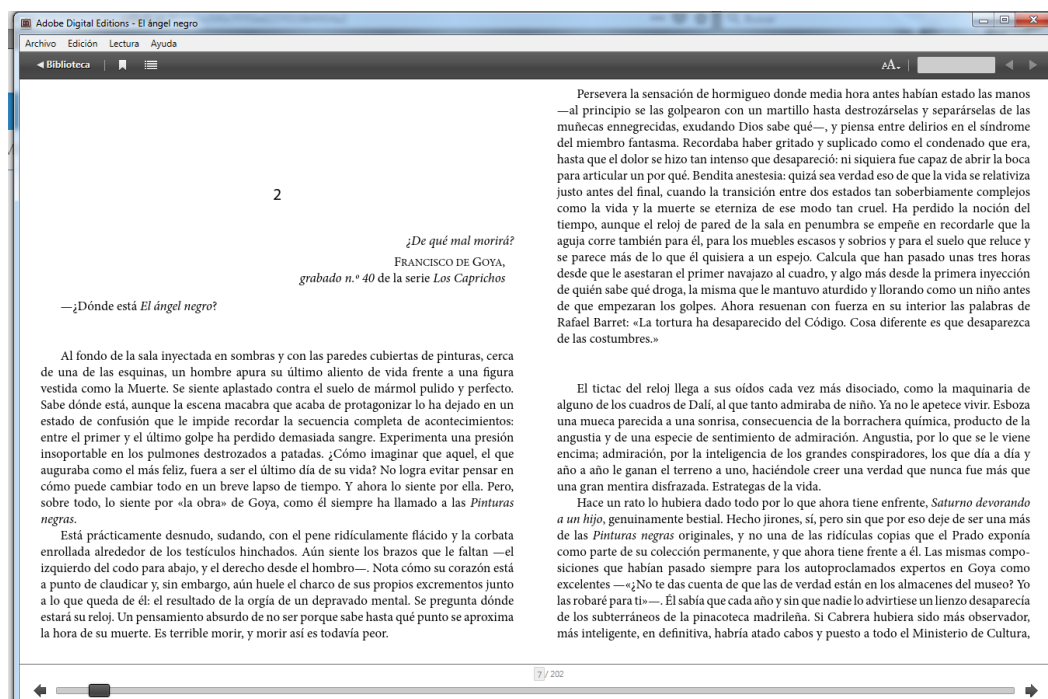 Adobe Digital Editions - El ángel negro
Archivo Edición Lectura Ayuda
Biblioteca
AA
2
¿De qué mal morirá?
FRANCISCO DE GOYA,
grabado n.º 40 de la serie Los Caprichos
—¿Dónde está El ángel negro?
Al fondo de la sala inyectada en sombras y con las paredes cubiertas de pinturas, cerca
de una de las esquinas, un hombre apura su último aliento de vida frente a una figura
vestida como la Muerte. Se siente aplastado contra el suelo de mármol pulido y perfecto.
Sabe dónde está, aunque la escena macabra que acaba de protagonizar lo ha dejado en un
estado de confusión que le impide recordar la secuencia completa de acontecimientos:
entre el primer y el último golpe ha perdido demasiada sangre. Experimenta una presión
insoportable en los pulmones destrozados a patadas. ¿Cómo imaginar que aquel, el que
auguraba como el más feliz, fuera a ser el último día de su vida? No logra evitar pensar en
cómo puede cambiar todo en un breve lapso de tiempo. Y ahora lo siente por ella. Pero,
sobre todo, lo siente por «la obra» de Goya, como él siempre ha llamado a las Pinturas
negras.
Está prácticamente desnudo, sudando, con el pene ridículamente flácido y la corbata
enrollada alrededor de los testículos hinchados. Aún siente los brazos que le faltan —el
izquierdo del codo para abajo, y el derecho desde el hombro—. Nota cómo su corazón está
a punto de claudicar y, sin embargo, aún huele el charco de sus propios excrementos junto
a lo que queda de él: el resultado de la orgía de un depravado mental. Se pregunta dónde
estará su reloj. Un pensamiento absurdo de no ser porque sabe hasta qué punto se aproxima
la hora de su muerte. Es terrible morir, y morir así es todavía peor.
Persevera la sensación de hormigueo donde media hora antes habían estado las manos
—al principio se las golpearon con un martillo hasta destrozárselas y separárselas de las
muñecas ennegrecidas, exudando Dios sabe qué—, y piensa entre delirios en el síndrome
del miembro fantasma. Recordaba haber gritado y suplicado como el condenado que era,
hasta que el dolor se hizo tan intenso que desapareció: ni siquiera fue capaz de abrir la boca
para articular un por qué. Bendita anestesia: quizá sea verdad eso de que la vida se relativiza
justo antes del final, cuando la transición entre dos estados tan soberbiamente complejos
como la vida y la muerte se eterniza de ese modo tan cruel. Ha perdido la noción del
tiempo, aunque el reloj de pared de la sala en penumbra se empeñe en recordarle que la
aguja corre también para él, para los muebles escasos y sobrios y para el suelo que reluce y
se parece más de lo que él quisiera a un espejo. Calcula que han pasado unas tres horas
desde que le asestaran el primer navajazo al cuadro, y algo más desde la primera inyección
de quién sabe qué droga, la misma que le mantuvo aturdido y llorando como un niño antes
de que empezaran los golpes. Ahora resuenan con fuerza en su interior las palabras de
Rafael Barret: «La tortura ha desaparecido del Código. Cosa diferente es que desaparezca
de las costumbres.»
El tictac del reloj llega a sus oídos cada vez más disociado, como la maquinaria de
alguno de los cuadros de Dalí, al que tanto admiraba de niño. Ya no le apetece vivir. Esboza
una mueca parecida a una sonrisa, consecuencia de la borrachera química, producto de la
angustia y de una especie de sentimiento de admiración. Angustia, por lo que se le viene
encima; admiración, por la inteligencia de los grandes conspiradores, los que día a día y
año a año le ganan el terreno a uno, haciéndole creer una verdad que nunca fue más que
una gran mentira disfrazada. Estrategas de la vida.
Hace un rato lo hubiera dado todo por lo que ahora tiene enfrente, Saturno devorando
a un hijo, genuinamente bestial. Hecho jirones, sí, pero sin que por eso deje de ser una más
de las Pinturas negras originales, y no una de las ridículas copias que el Prado exponía
como parte de su colección permanente, y que ahora tiene frente a él. Las mismas compo-
siciones que habían pasado siempre para los autoproclamados expertos en Goya como
excelentes —«¿No te das cuenta de que las de verdad están en los almacenes del museo? Yo
las robaré para ti»—. Él sabía que cada año y sin que nadie lo advirtiese un lienzo desaparecía
de los subterráneos de la pinacoteca madrileña. Si Cabrera hubiera sido más observador,
más inteligente, en definitiva, habría atado cabos y puesto a todo el Ministerio de Cultura,
7 / 202